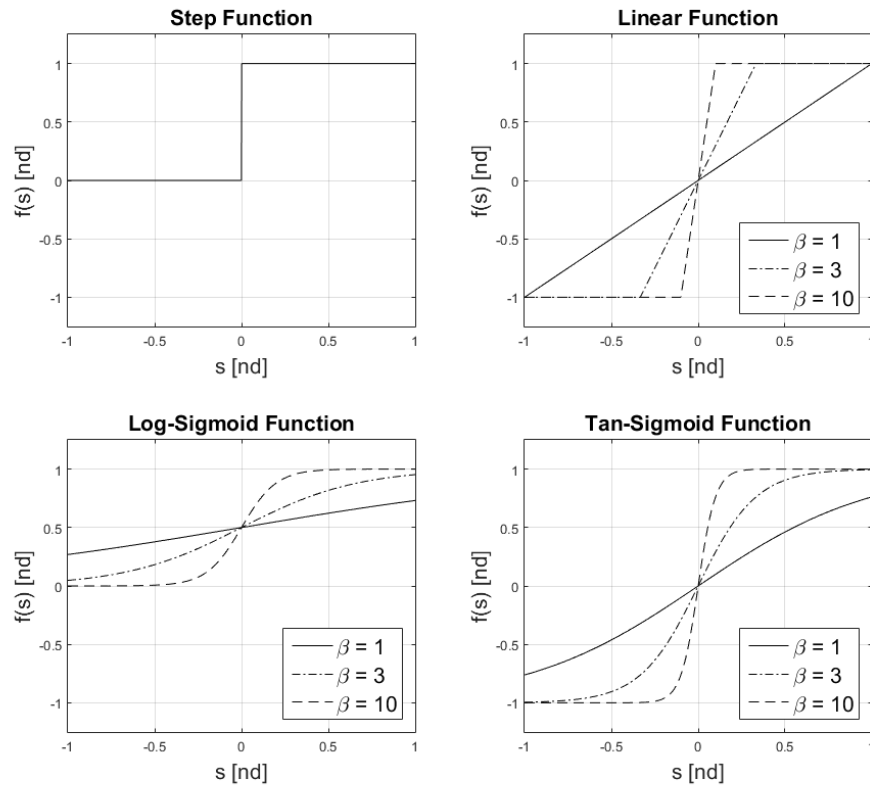 Step Function
1
0.5
0
-0.5
-1
f(s) [nd]
-1 -0.5 0 0.5 1
s [nd]
Linear Function
1
0.5
0
-0.5
-1
f(s) [nd]
β = 1
β = 3
β = 10
-1 -0.5 0 0.5 1
s [nd]
Log-Sigmoid Function
1
0.5
0
-0.5
-1
f(s) [nd]
β = 1
β = 3
β = 10
-1 -0.5 0 0.5 1
s [nd]
Tan-Sigmoid Function
1
0.5
0
-0.5
-1
f(s) [nd]
β = 1
β = 3
β = 10
-1 -0.5 0 0.5 1
s [nd]